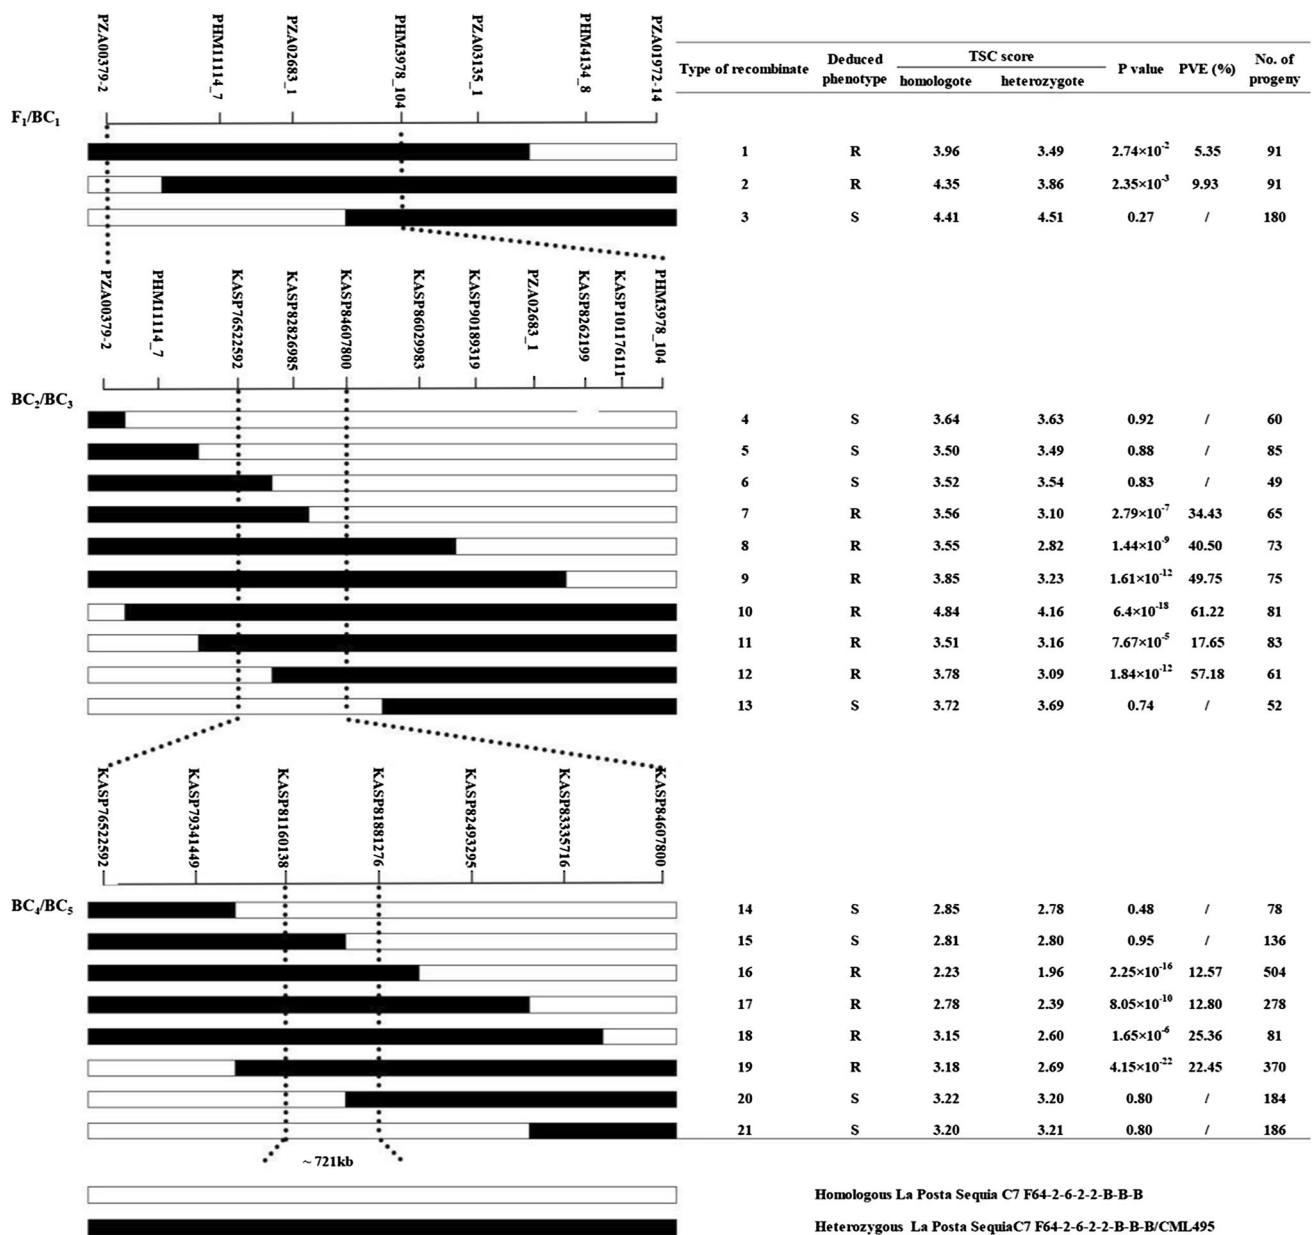 PZA00379-2 PHM11114_7 PZA02683_1 PHM3978_104 PZA03135_1 PHM4134_8 PZA01972-14
Type of recombinate Deduced phenotype TSC score homologote heterozygote P value PVE (%) No. of progeny
F1/BC1
1 R 3.96 3.49 2.74×10-2 5.35 91
2 R 4.35 3.86 2.35×10-3 9.93 91
3 S 4.41 4.51 0.27 / 180
PZA00379-2 PHM11114_7 KASP76522592 KASP82826985 KASP84607800 KASP86029983 KASP90189319 PZA02683_1 KASP8262199 KASP101176111 PHM3978_104
BC2/BC3
4 S 3.64 3.63 0.92 / 60
5 S 3.50 3.49 0.88 / 85
6 S 3.52 3.54 0.83 / 49
7 R 3.56 3.10 2.79×10-7 34.43 65
8 R 3.55 2.82 1.44×10-9 40.50 73
9 R 3.85 3.23 1.61×10-12 49.75 75
10 R 4.84 4.16 6.4×10-18 61.22 81
11 R 3.51 3.16 7.67×10-5 17.65 83
12 R 3.78 3.09 1.84×10-12 57.18 61
13 S 3.72 3.69 0.74 / 52
KASP76522592 KASP79341449 KASP81160138 KASP81881276 KASP82493295 KASP83335716 KASP84607800
BC4/BC5
14 S 2.85 2.78 0.48 / 78
15 S 2.81 2.80 0.95 / 136
16 R 2.23 1.96 2.25×10-16 12.57 504
17 R 2.78 2.39 8.05×10-10 12.80 278
18 R 3.15 2.60 1.65×10-6 25.36 81
19 R 3.18 2.69 4.15×10-22 22.45 370
20 S 3.22 3.20 0.80 / 184
21 S 3.20 3.21 0.80 / 186
~ 721kb
Homologous La Posta Sequia C7 F64-2-6-2-2-B-B-B
Heterozygous La Posta SequiaC7 F64-2-6-2-2-B-B-B/CML495